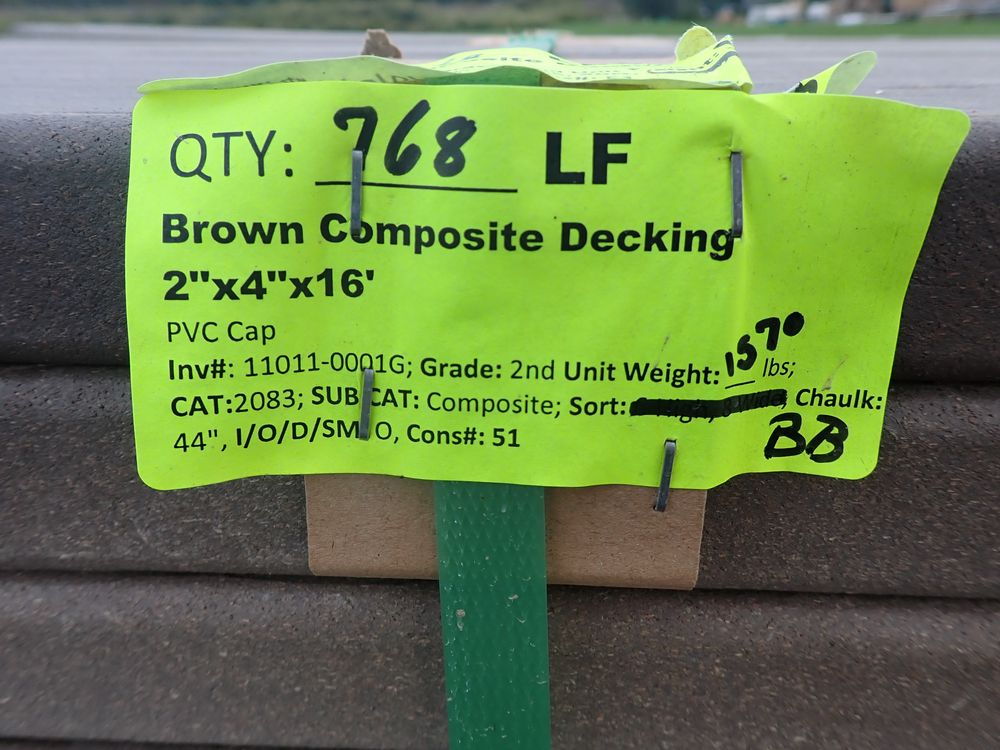 QTY: 768 LF
Brown Composite Decking
2"x4"x16'
PVC Cap
Inv#: 11011-0001G; Grade: 2nd Unit Weight: 1570 lbs;
CAT:2083; SUB CAT: Composite; Sort: Chaulk:
44", I/O/D/SM: O, Cons#: 51 BB